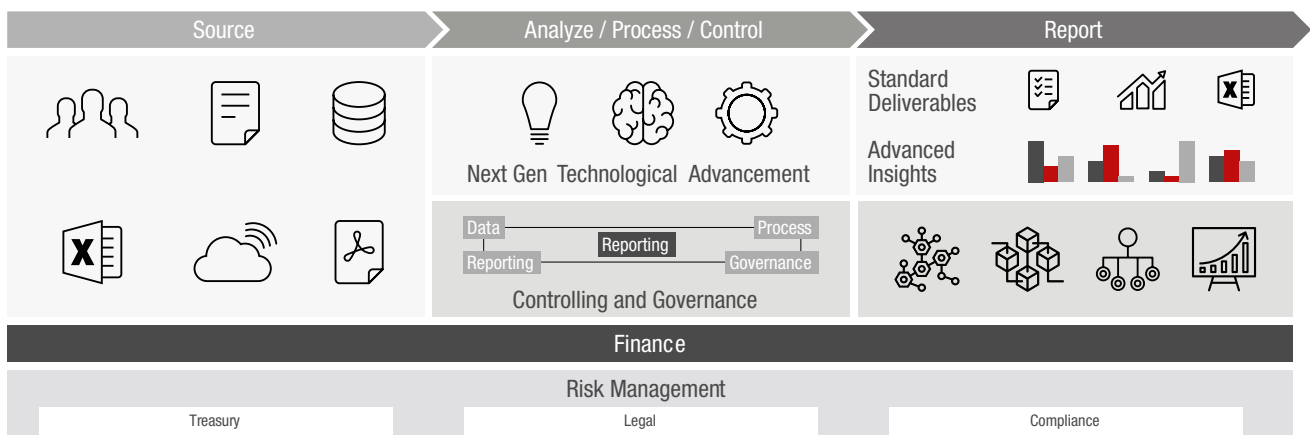 Source
Analyze / Process / Control
Report
Standard
Deliverables
X
Next Gen Technological Advancement
Advanced
Insights
X
Data
Process
Reporting
Reporting
Governance
Controlling and Governance
Finance
Risk Management
Treasury
Legal
Compliance